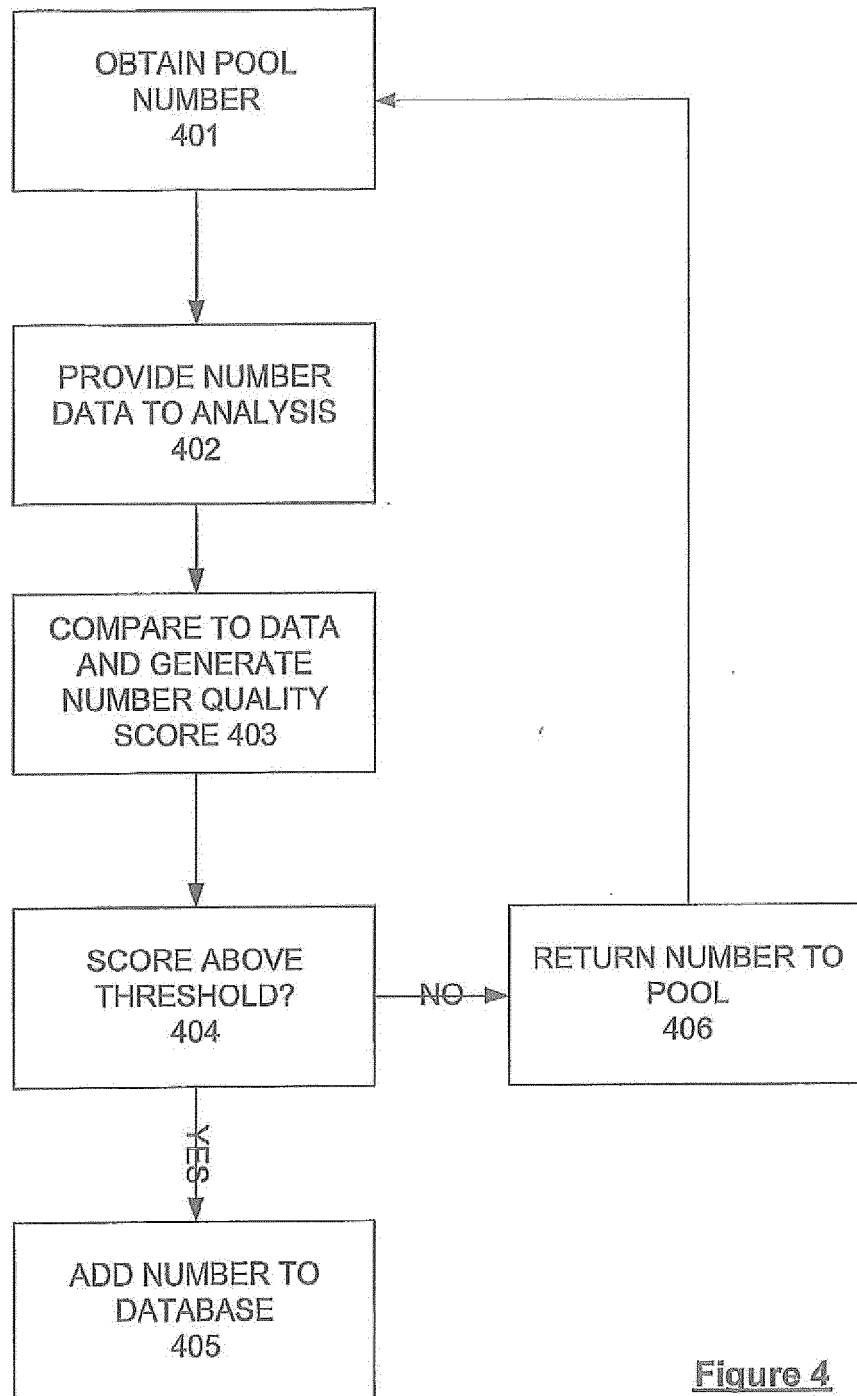 OBTAIN POOL
NUMBER
401
PROVIDE NUMBER
DATA TO ANALYSIS
402
COMPARE TO DATA
AND GENERATE
NUMBER QUALITY
SCORE 403
SCORE ABOVE
THRESHOLD?
404
NO
RETURN NUMBER TO
POOL
406
YES
ADD NUMBER TO
DATABASE
405
Figure 4